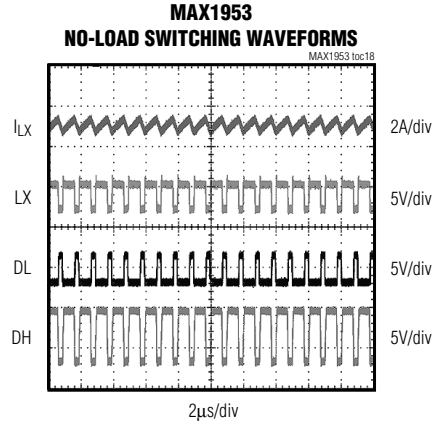 MAX1953
NO-LOAD SWITCHING WAVEFORMS
MAX1953 toc18
ILX 2A/div
LX 5V/div
DL 5V/div
DH 5V/div
2μs/div